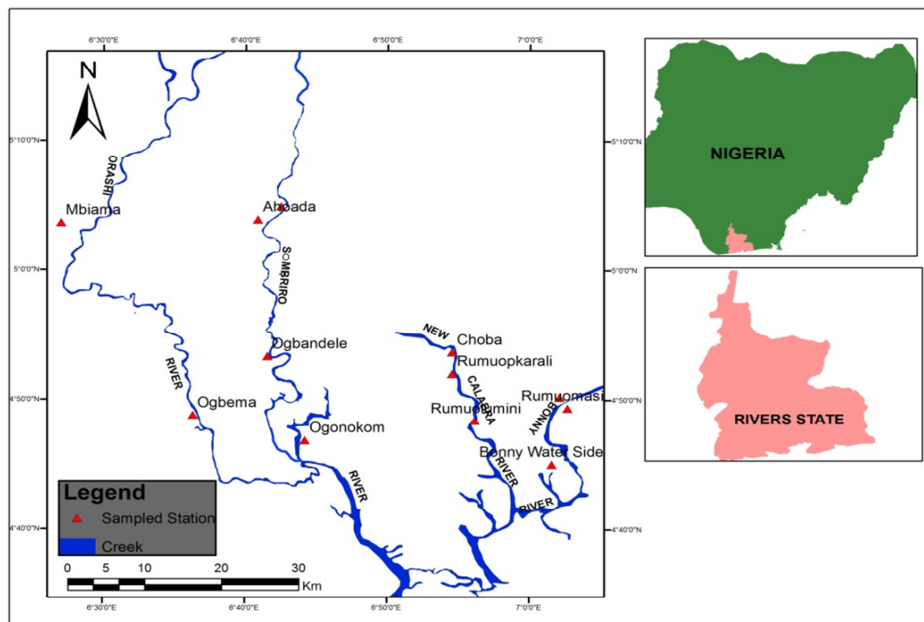 6°30'0"E 6°40'0"E 6°50'0"E 7°0'0"E
N
5°10'0"N
5°10'0"N
ORASHI
Mbiama
Ahoada
SOMBRIRO
5°0'0"N
5°0'0"N
NEW
Choba
Ogbandele
Rumuopkarali
RIVER
CALABRA
Rumuomasi
4°50'0"N
4°50'0"N
Ogbema
BONNY
Ogonokom
Bonny Water Side
RIVER
RIVER
RIVER
4°40'0"N
4°40'0"N
Legend
Sampled Station
Creek
0 5 10 20 30
Km
6°30'0"E 6°40'0"E 6°50'0"E 7°0'0"E
NIGERIA
RIVERS STATE